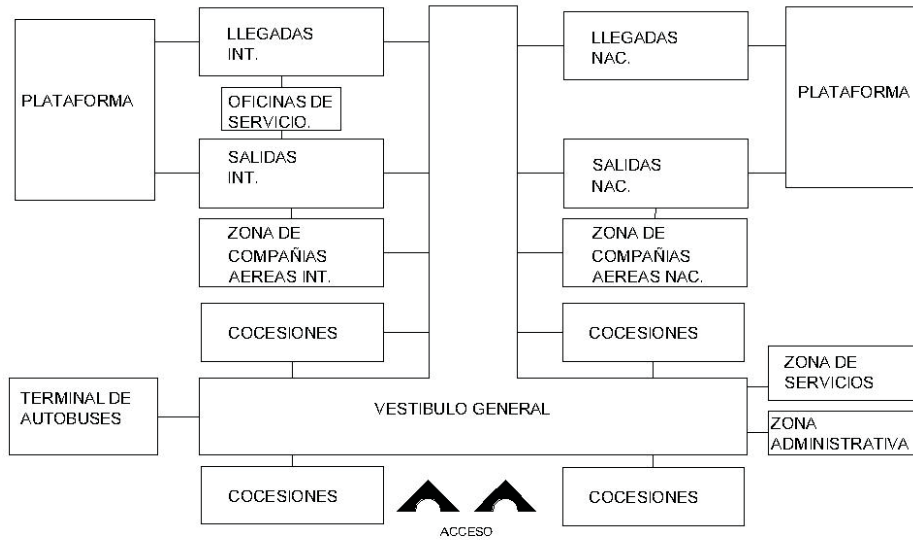 LLEGADAS
INT.
LLEGADAS
NAC.
PLATAFORMA
OFICINAS DE
SERVICIO.
PLATAFORMA
SALIDAS
INT.
SALIDAS
NAC.
ZONA DE
COMPAÑIAS
AEREAS INT.
ZONA DE
COMPAÑIAS
AEREAS NAC.
COCESIONES
COCESIONES
ZONA DE
SERVICIOS
TERMINAL DE
AUTOBUSES
VESTIBULO GENERAL
ZONA
ADMINISTRATIVA
COCESIONES
COCESIONES
ACCESO